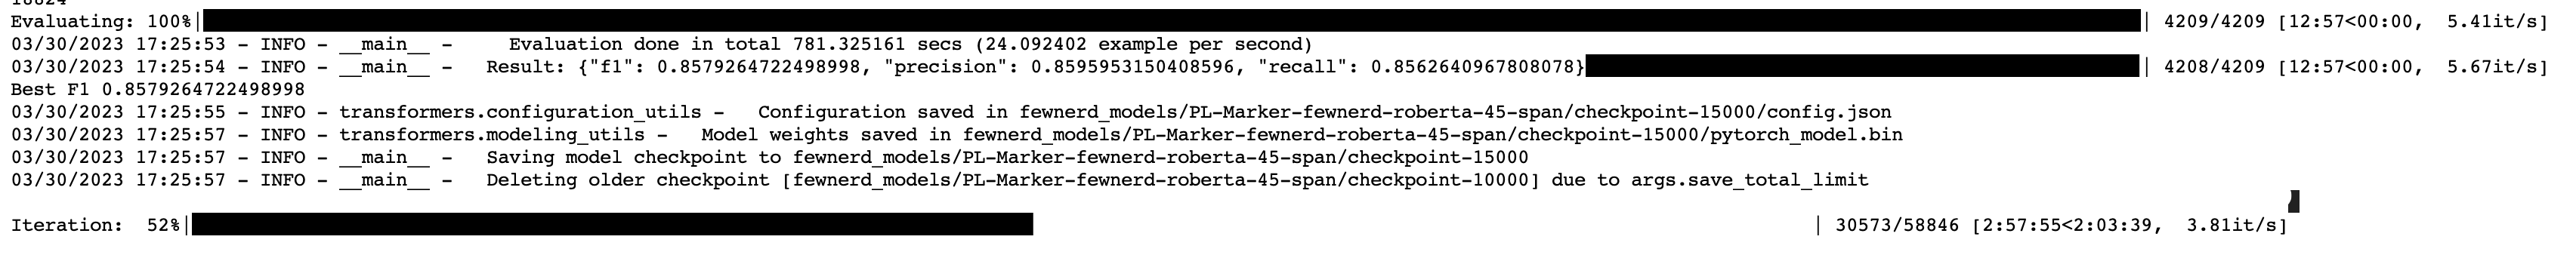 Evaluating: 100%| | 4209/4209 [12:57<00:00, 5.41it/s]
03/30/2023 17:25:53 - INFO - __main__ - Evaluation done in total 781.325161 secs (24.092402 example per second)
03/30/2023 17:25:54 - INFO - __main__ - Result: {"f1": 0.8579264722498998, "precision": 0.8595953150408596, "recall": 0.8562640967808078} | 4208/4209 [12:57<00:00, 5.67it/s]
Best F1 0.8579264722498998
03/30/2023 17:25:55 - INFO - transformers.configuration_utils - Configuration saved in fewnerd_models/PL-Marker-fewnerd-roberta-45-span/checkpoint-15000/config.json
03/30/2023 17:25:57 - INFO - transformers.modeling_utils - Model weights saved in fewnerd_models/PL-Marker-fewnerd-roberta-45-span/checkpoint-15000/pytorch_model.bin
03/30/2023 17:25:57 - INFO - __main__ - Saving model checkpoint to fewnerd_models/PL-Marker-fewnerd-roberta-45-span/checkpoint-15000
03/30/2023 17:25:57 - INFO - __main__ - Deleting older checkpoint [fewnerd_models/PL-Marker-fewnerd-roberta-45-span/checkpoint-10000] due to args.save_total_limit
Iteration: 52%| | 30573/58846 [2:57:55<2:03:39, 3.81it/s]